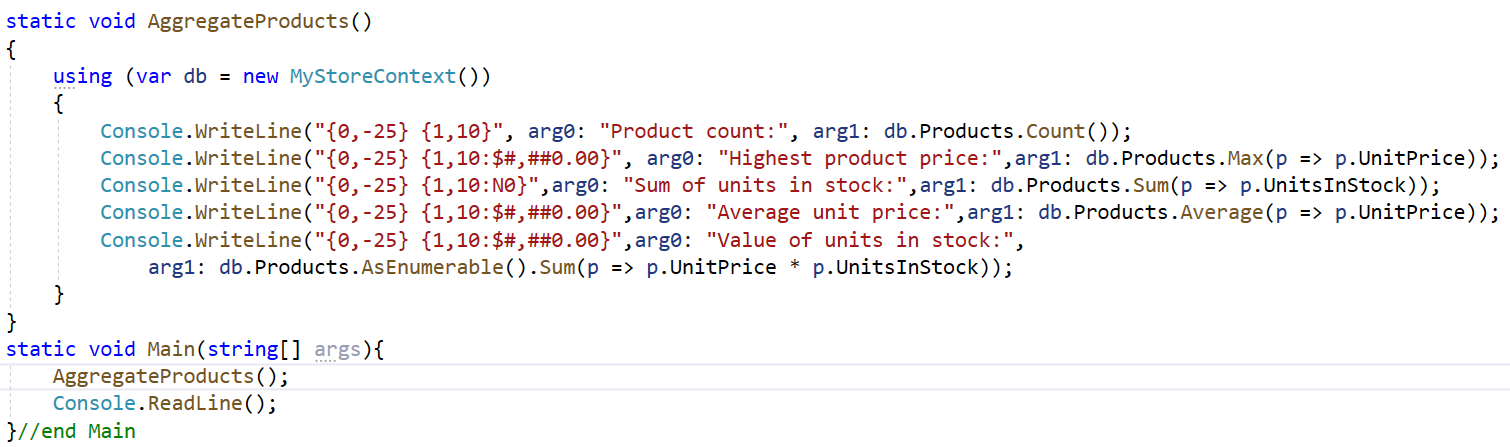 static void AggregateProducts()
{
    using (var db = new MyStoreContext())
    {
        Console.WriteLine("{0,-25} {1,10}", arg0: "Product count:", arg1: db.Products.Count());
        Console.WriteLine("{0,-25} {1,10:$#,##0.00}", arg0: "Highest product price:",arg1: db.Products.Max(p => p.UnitPrice));
        Console.WriteLine("{0,-25} {1,10:N0}",arg0: "Sum of units in stock:",arg1: db.Products.Sum(p => p.UnitsInStock));
        Console.WriteLine("{0,-25} {1,10:$#,##0.00}",arg0: "Average unit price:",arg1: db.Products.Average(p => p.UnitPrice));
        Console.WriteLine("{0,-25} {1,10:$#,##0.00}",arg0: "Value of units in stock:",
            arg1: db.Products.AsEnumerable().Sum(p => p.UnitPrice * p.UnitsInStock));
    }
}
static void Main(string[] args){
    AggregateProducts();
    Console.ReadLine();
}//end Main